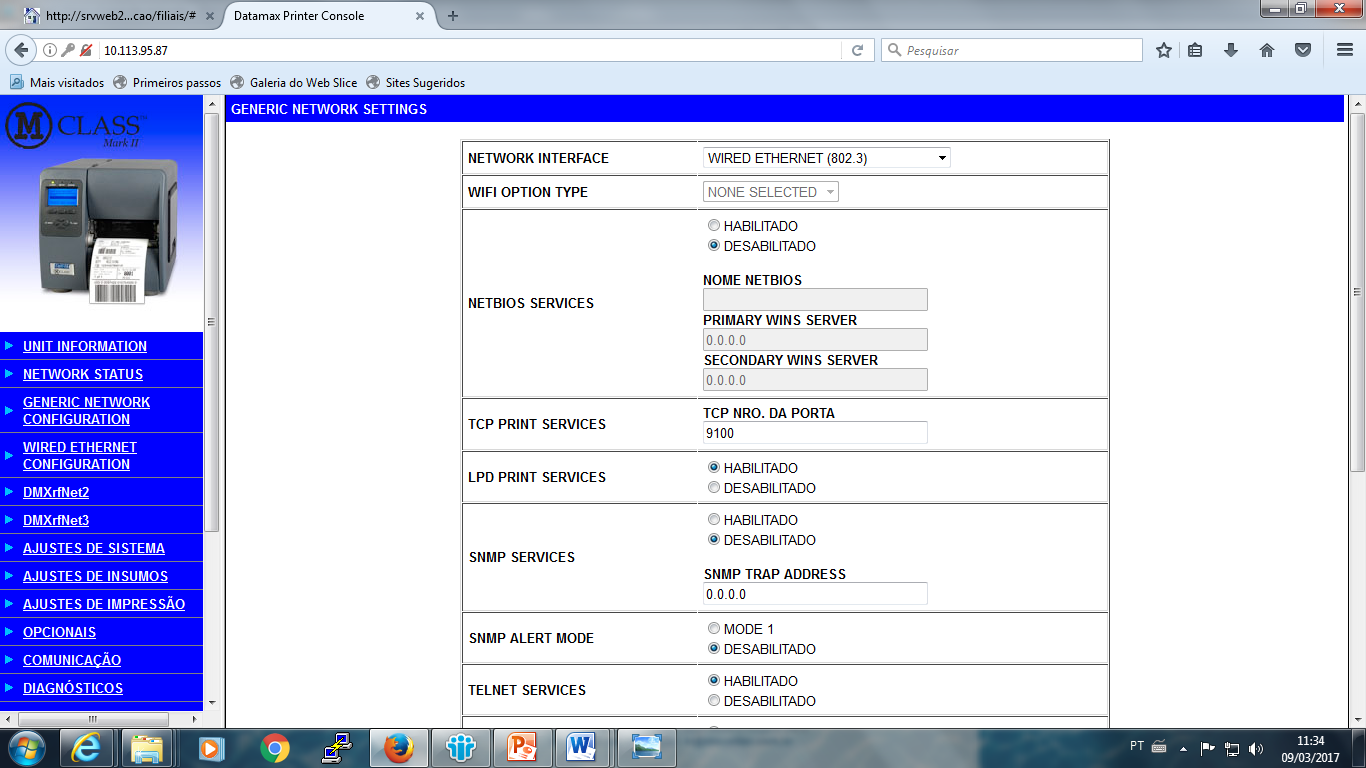 http://srvweb2...cao/filiais/#
Datamax Printer Console
10.113.95.87
Pesquisar
Mais visitados
Primeiros passos
Galeria do Web Slice
Sites Sugeridos
M CLASS™
Mark II™
UNIT INFORMATION
NETWORK STATUS
GENERIC NETWORK
CONFIGURATION
WIRED ETHERNET
CONFIGURATION
DMXrfNet2
DMXrfNet3
AJUSTES DE SISTEMA
AJUSTES DE INSUMOS
AJUSTES DE IMPRESSÃO
OPCIONAIS
COMUNICAÇÃO
DIAGNÓSTICOS
GENERIC NETWORK SETTINGS
NETWORK INTERFACE
WIRED ETHERNET (802.3)
WIFI OPTION TYPE
NONE SELECTED
NETBIOS SERVICES
HABILITADO
DESABILITADO
NOME NETBIOS
PRIMARY WINS SERVER
0.0.0.0
SECONDARY WINS SERVER
0.0.0.0
TCP PRINT SERVICES
TCP NRO. DA PORTA
9100
LPD PRINT SERVICES
HABILITADO
DESABILITADO
SNMP SERVICES
HABILITADO
DESABILITADO
SNMP TRAP ADDRESS
0.0.0.0
SNMP ALERT MODE
MODE 1
DESABILITADO
TELNET SERVICES
HABILITADO
DESABILITADO
PT
11:34
09/03/2017